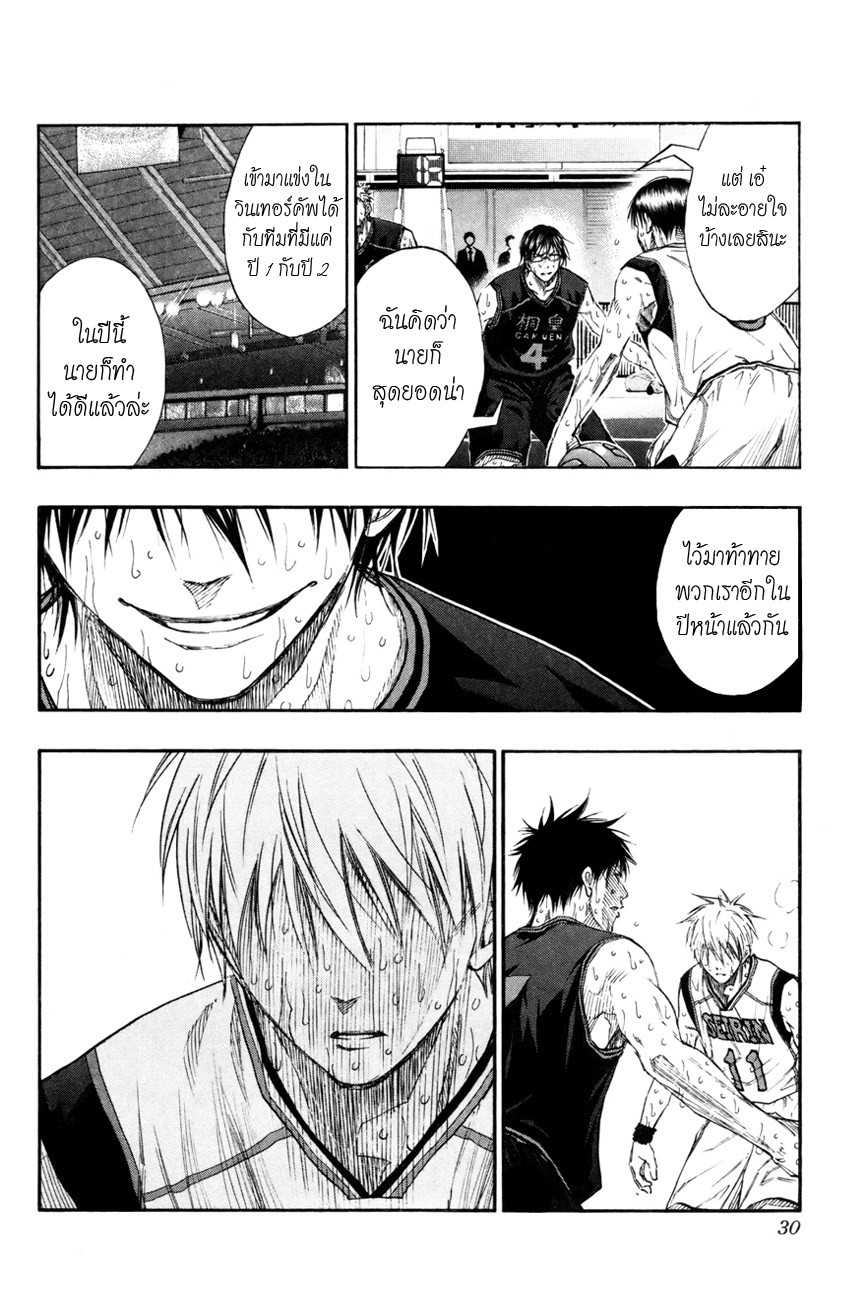 แต่ เอ๋
ไม่ละอายใจ
บ้างเลยสินะ
桐皇
GAKUEN
4
ฉันคิดว่า
นายก็
สุดยอดน่า
เข้ามาแข่งใน
วินเทอร์คัพได้
กับทีมที่มีแค่
ปี 1 กับปี 2
ในปีนี้
นายก็ทำ
ได้ดีแล้วล่ะ
ไว้มาท้าทาย
พวกเราอีกใน
ปีหน้าแล้วกัน
SEIRIN
11
30